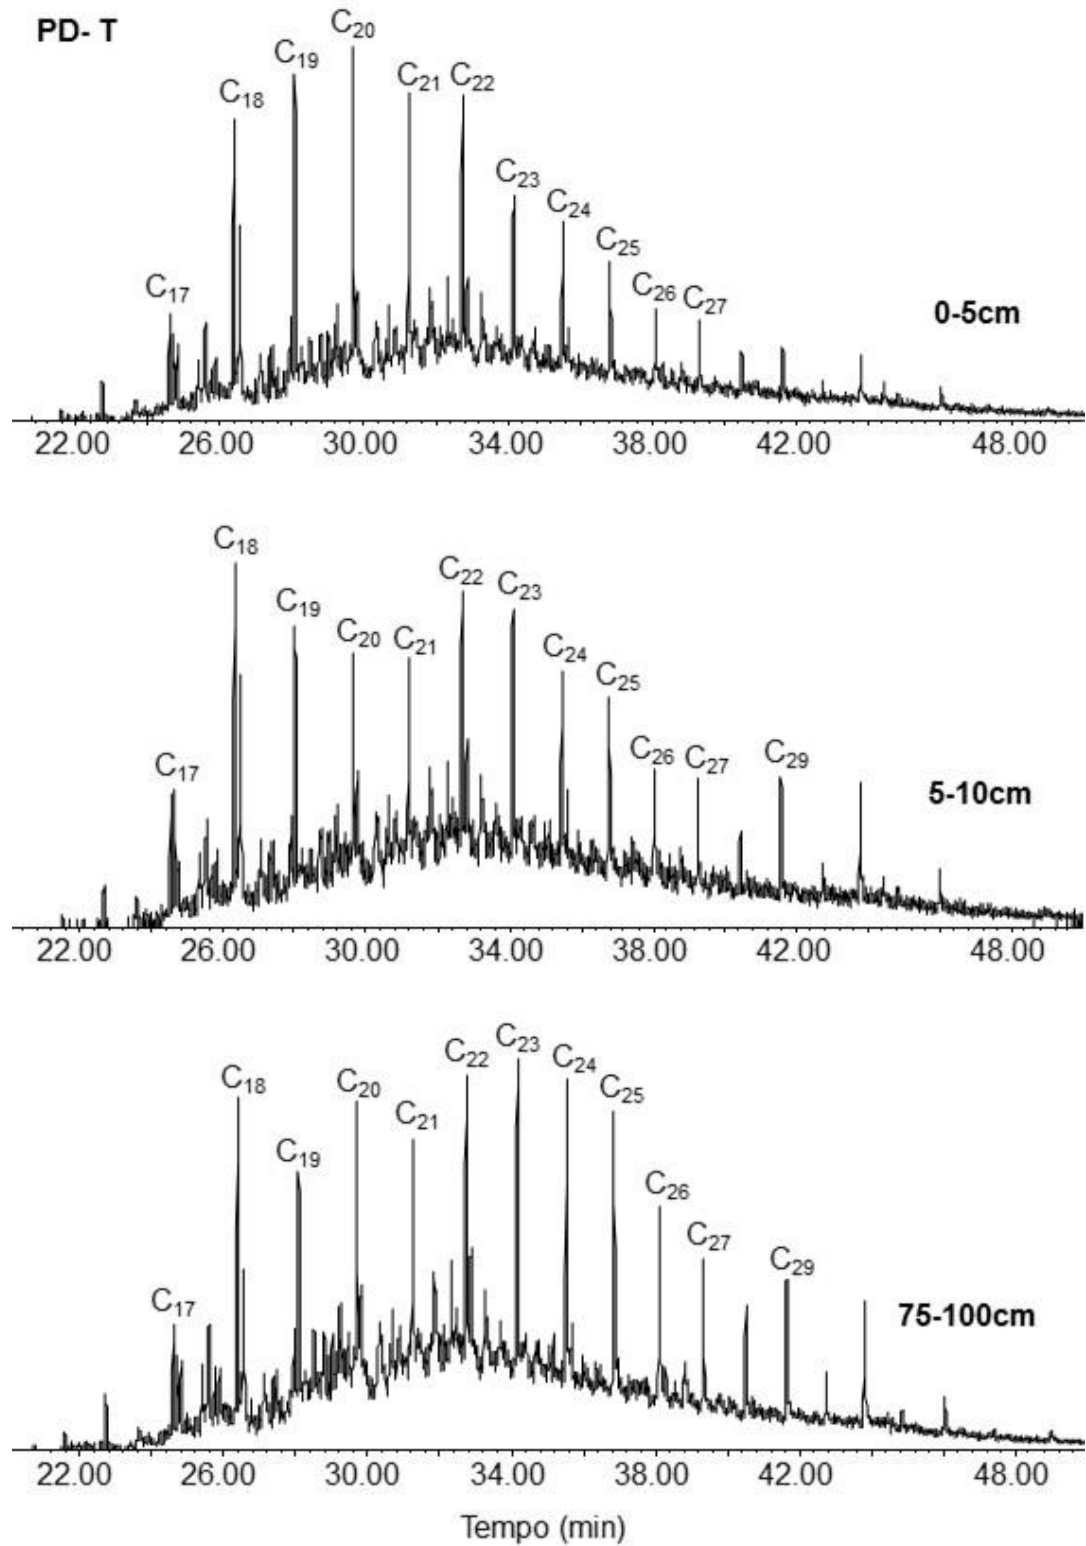 PD- T
C17 C18 C19 C20 C21 C22 C23 C24 C25 C26 C27
0-5cm
22.00 26.00 30.00 34.00 38.00 42.00 48.00
C17 C18 C19 C20 C21 C22 C23 C24 C25 C26 C27 C29
5-10cm
22.00 26.00 30.00 34.00 38.00 42.00 48.00
C17 C18 C19 C20 C21 C22 C23 C24 C25 C26 C27 C29
75-100cm
22.00 26.00 30.00 34.00 38.00 42.00 48.00
Tempo (min)